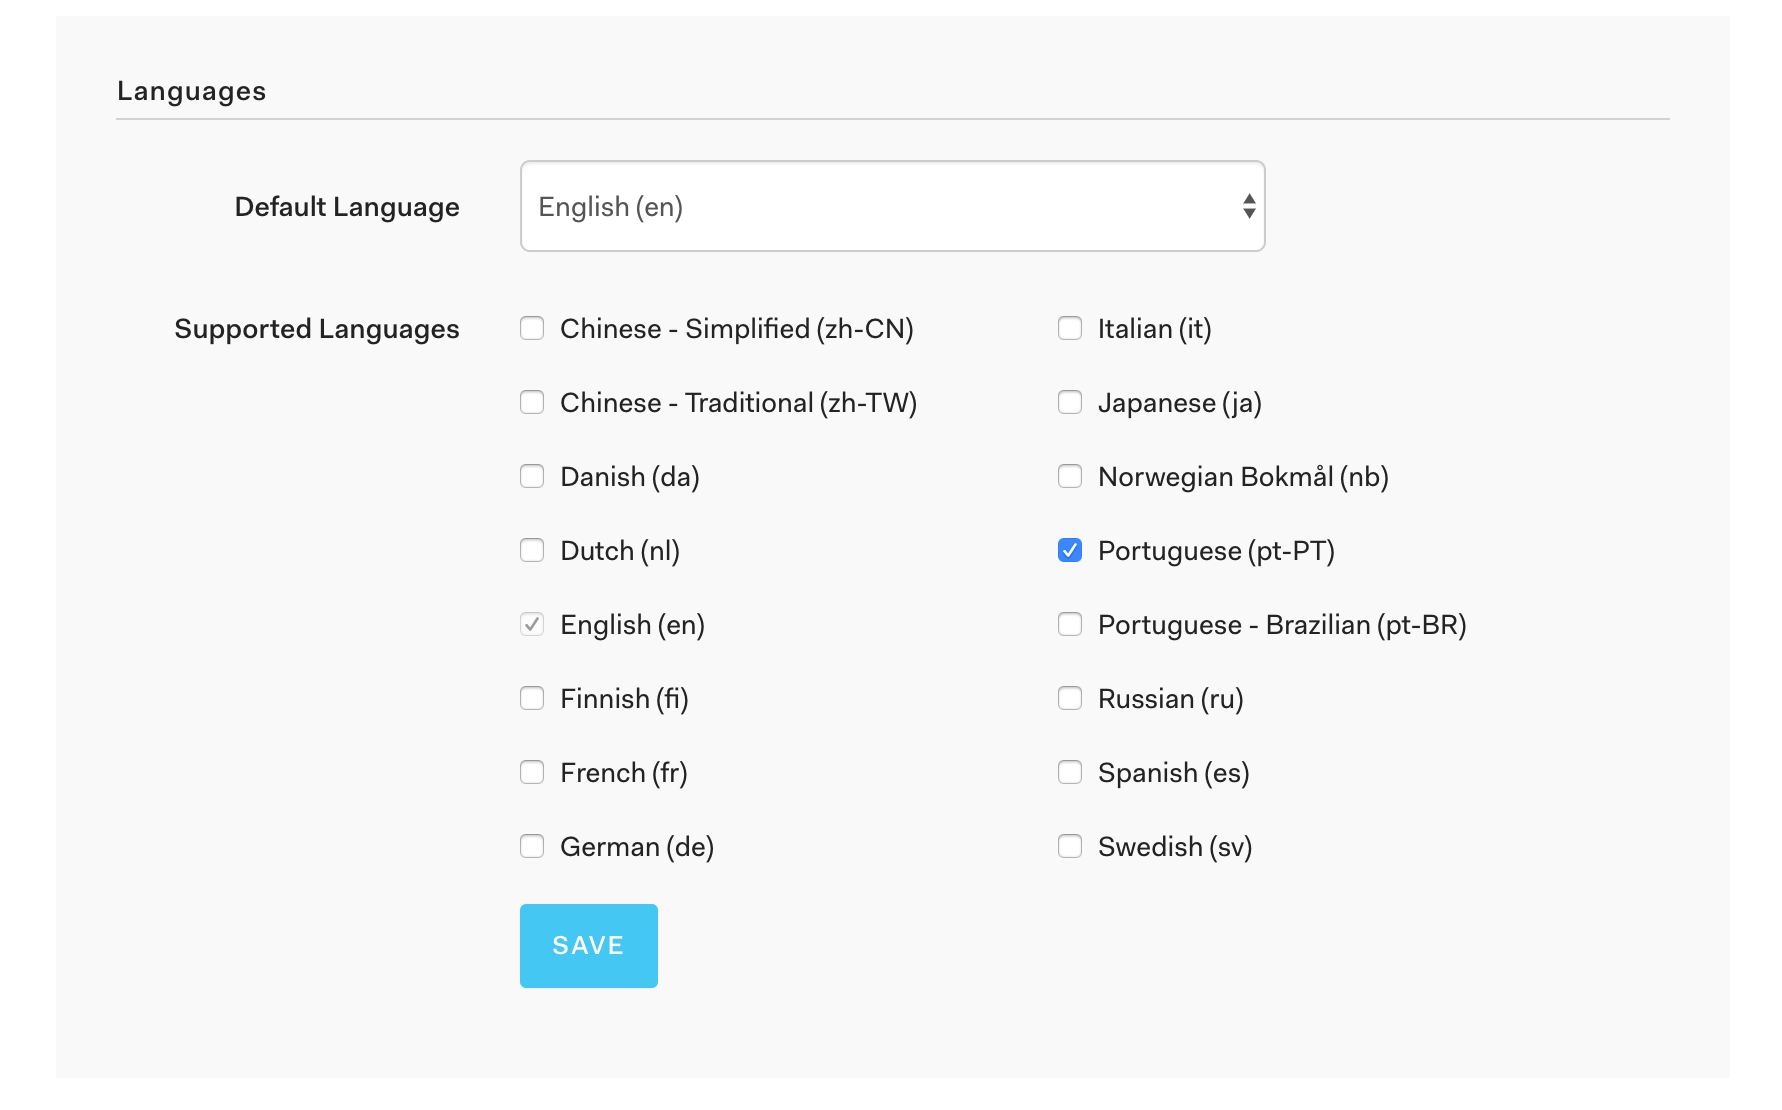 Languages
Default Language
English (en)
Supported Languages
Chinese - Simplified (zh-CN)
Chinese - Traditional (zh-TW)
Danish (da)
Dutch (nl)
English (en)
Finnish (fi)
French (fr)
German (de)
Italian (it)
Japanese (ja)
Norwegian Bokmål (nb)
Portuguese (pt-PT)
Portuguese - Brazilian (pt-BR)
Russian (ru)
Spanish (es)
Swedish (sv)
SAVE